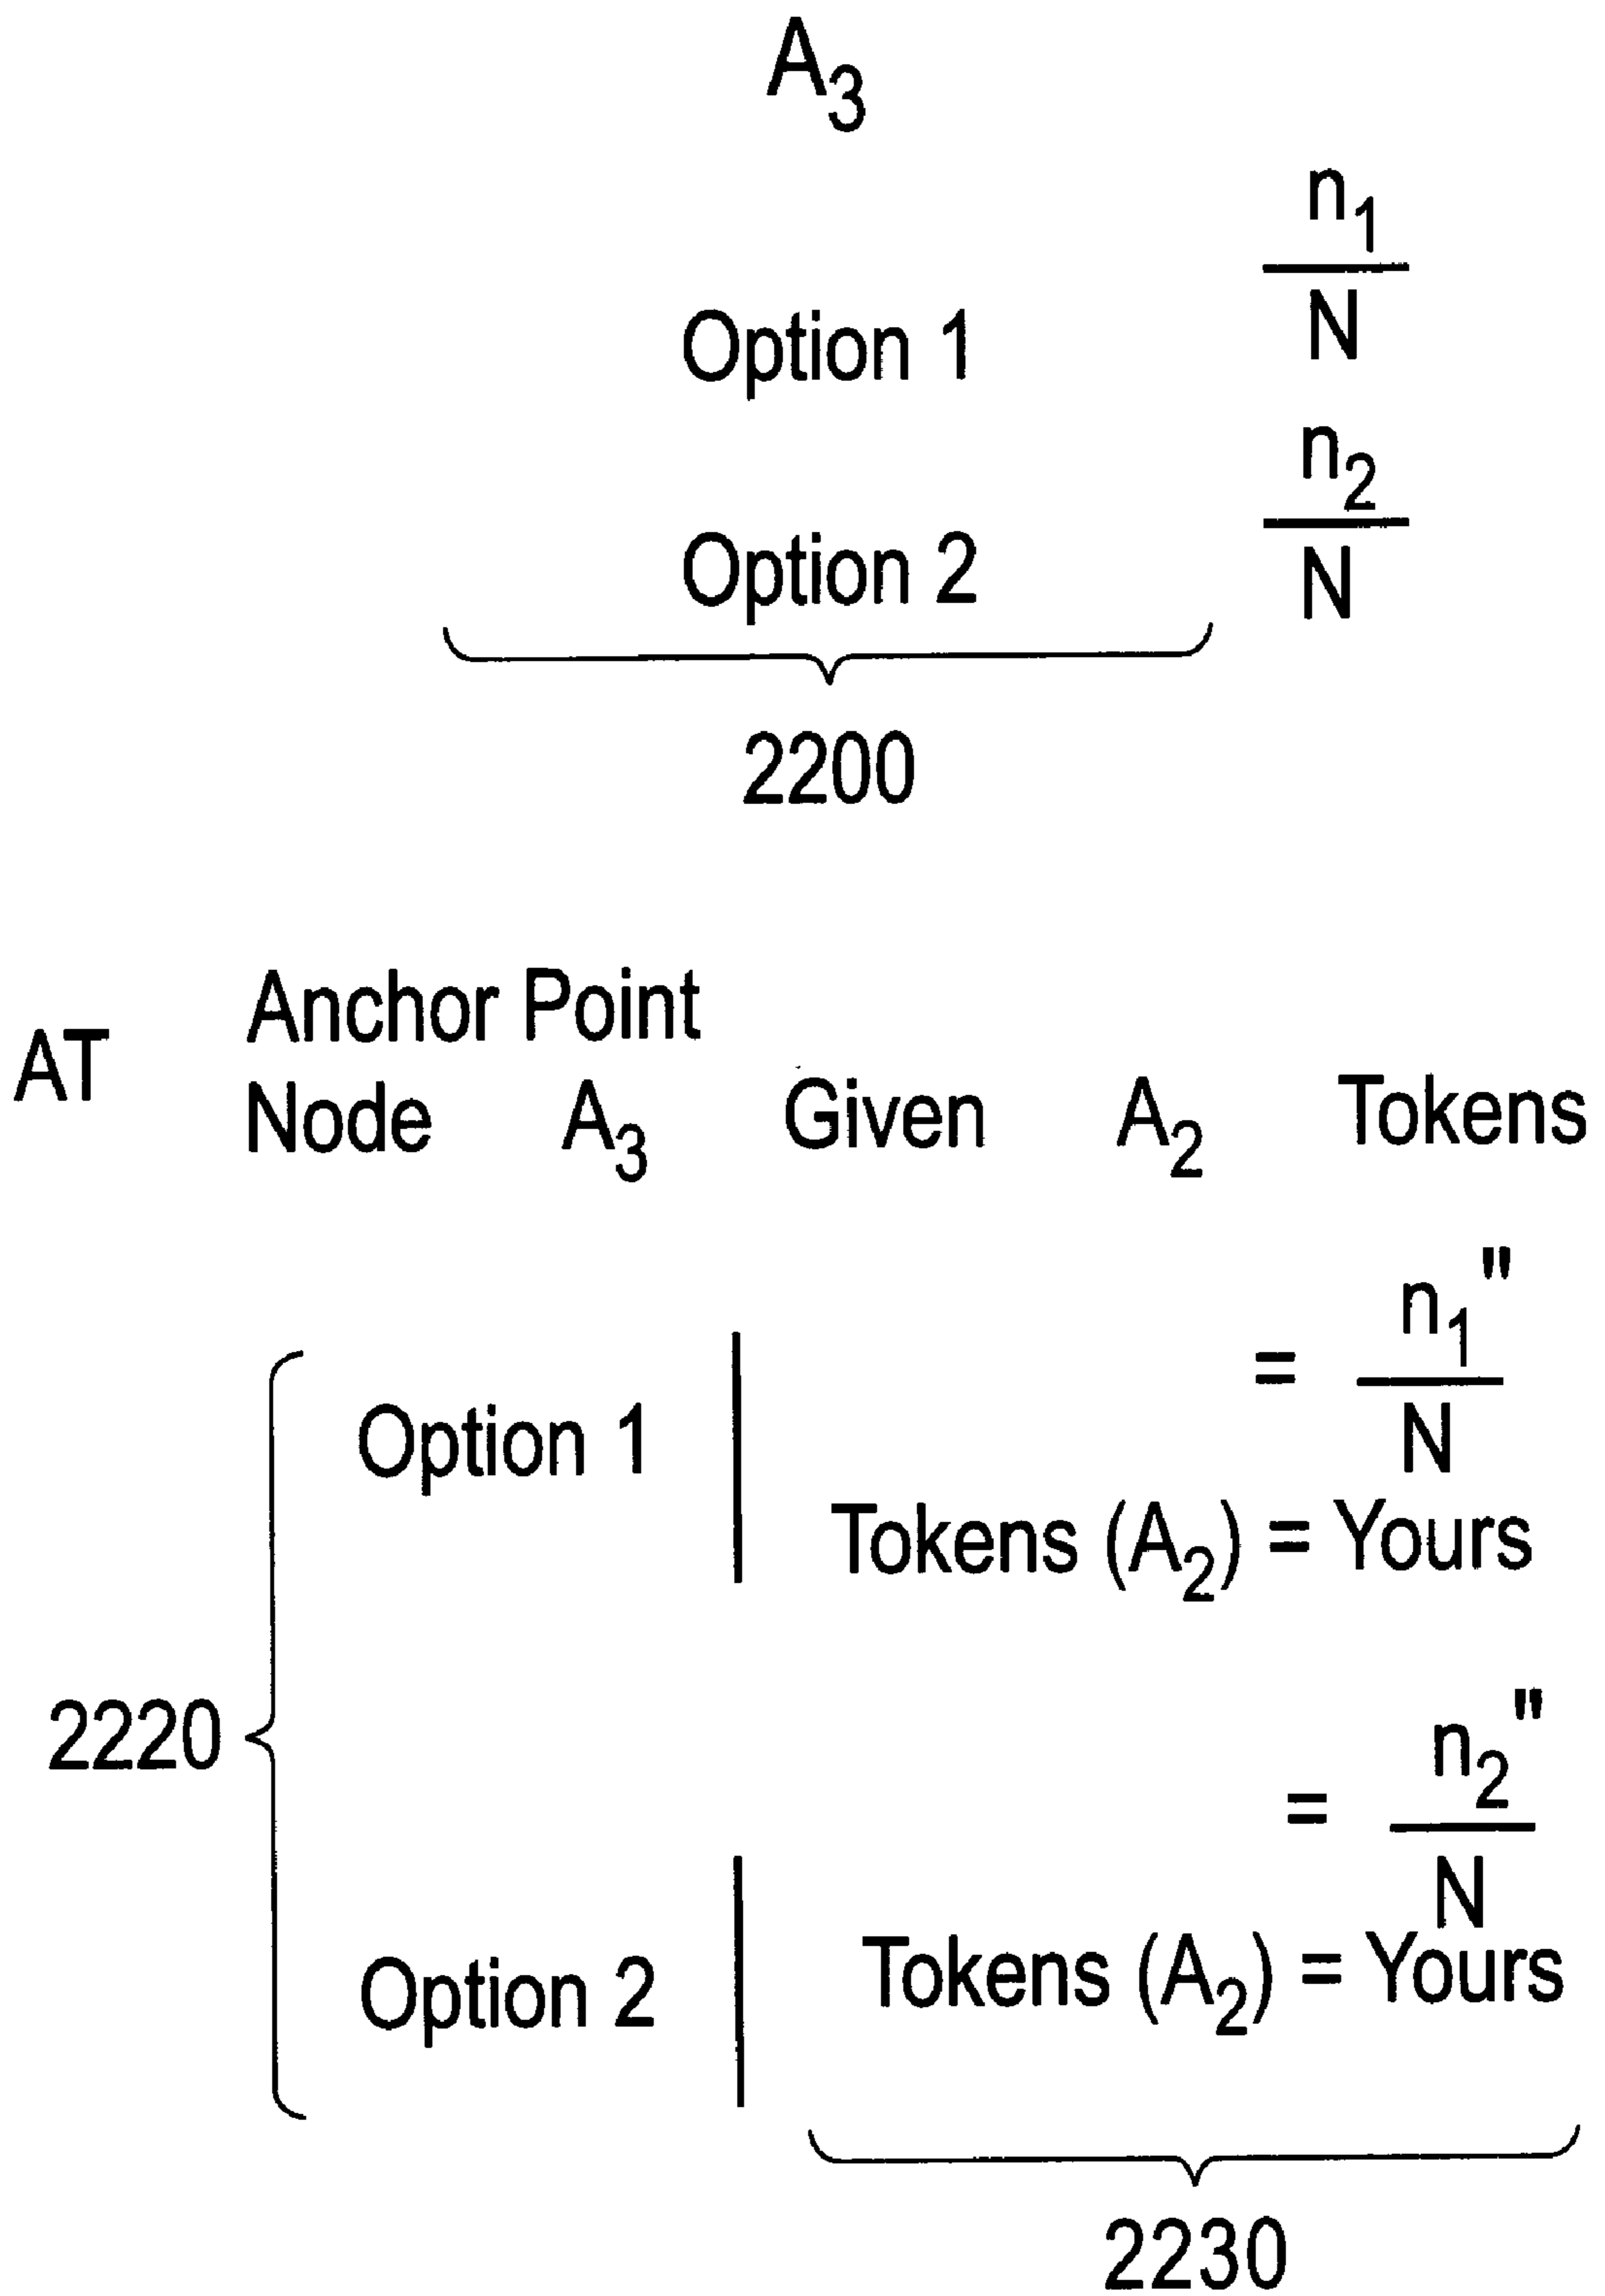 A3
n1
N
Option 1
n2
N
Option 2
2200
AT Anchor Point
Node A3 Given A2 Tokens
= n1"
N
Option 1
Tokens (A2) = Yours
2220
= n2"
N
Option 2 Tokens (A2) = Yours
2230